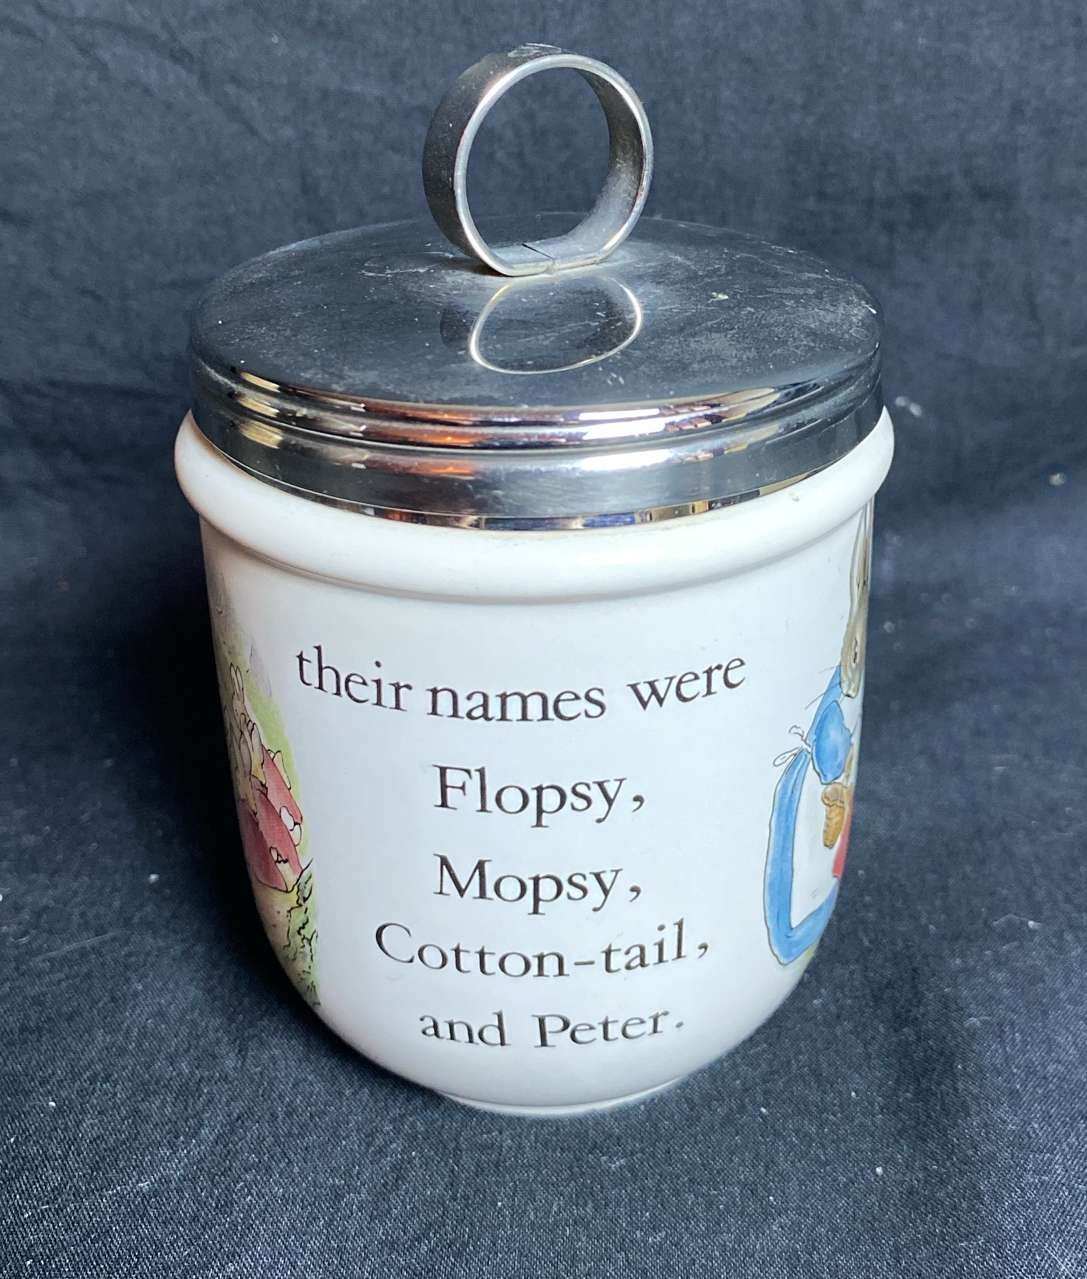 their names were
Flopsy,
Mopsy,
Cotton-tail,
and Peter.